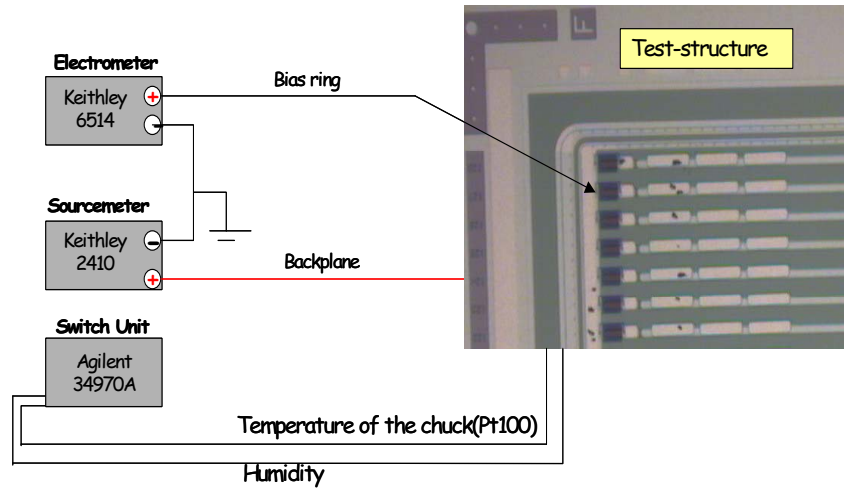 Electrometer
Keithley
6514
+
-
Bias ring
Test-structure
F
Sourcemeter
Keithley
2410
-
+
Backplane
Switch Unit
Agilent
34970A
Temperature of the chuck(Pt100)
Humidity